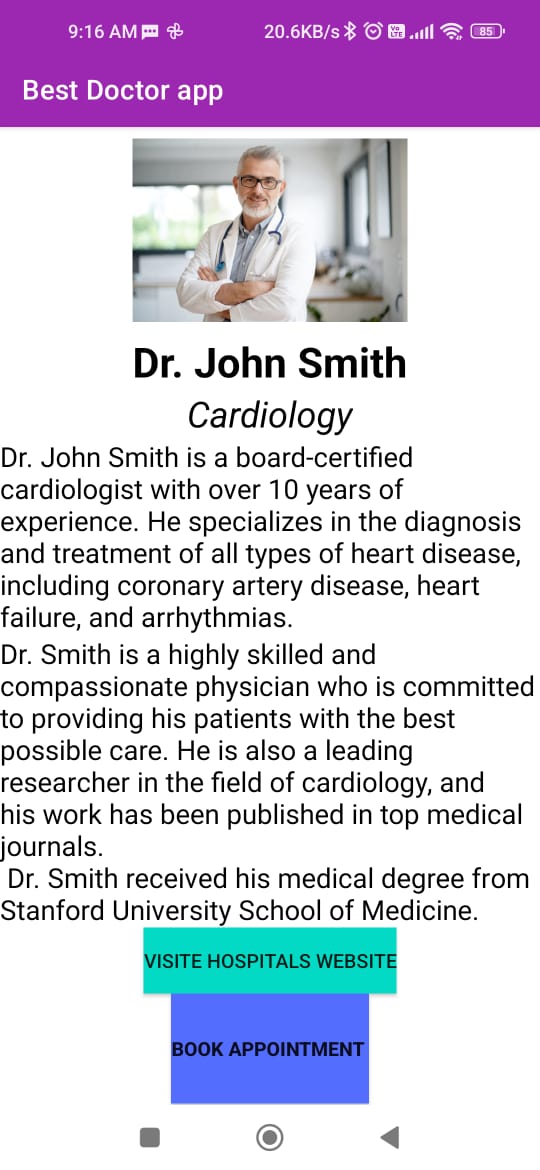 9:16 AM 20.6KB/s Vo LTE 85
Best Doctor app
Dr. John Smith
Cardiology
Dr. John Smith is a board-certified
cardiologist with over 10 years of
experience. He specializes in the diagnosis
and treatment of all types of heart disease,
including coronary artery disease, heart
failure, and arrhythmias.
Dr. Smith is a highly skilled and
compassionate physician who is committed
to providing his patients with the best
possible care. He is also a leading
researcher in the field of cardiology, and
his work has been published in top medical
journals.
Dr. Smith received his medical degree from
Stanford University School of Medicine.
VISITE HOSPITALS WEBSITE
BOOK APPOINTMENT